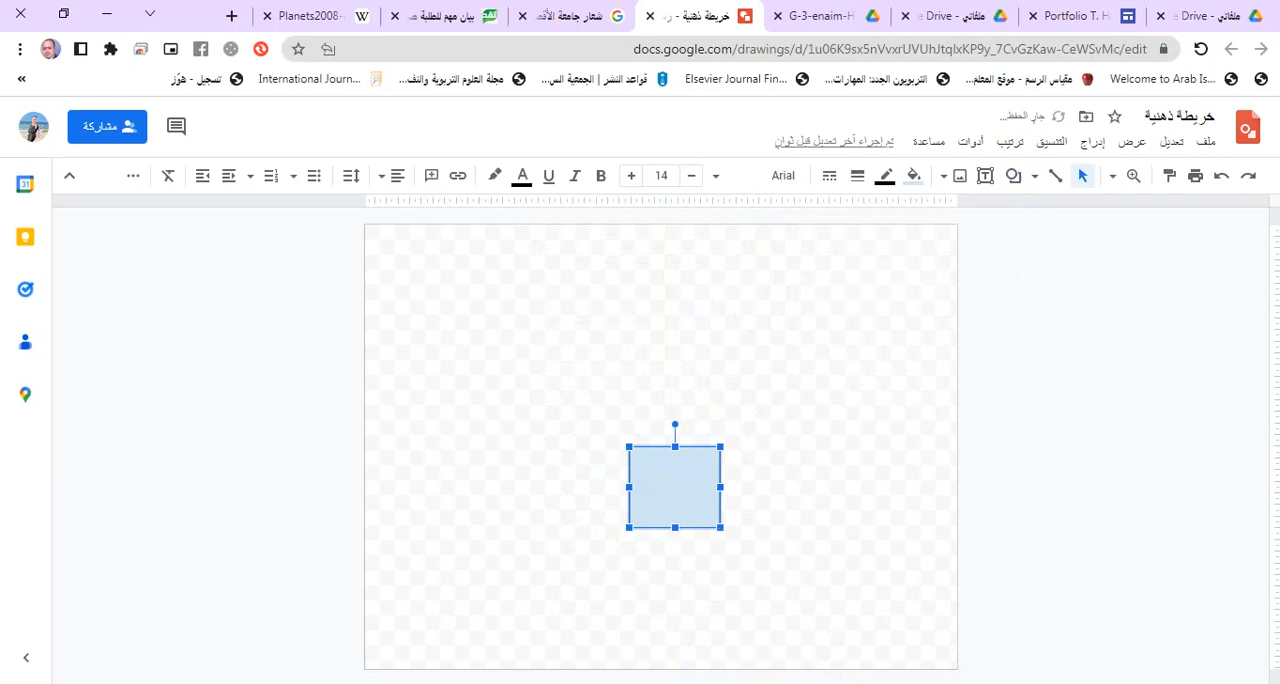 ملفاتي - Drive
Portfolio T. H
ملفاتي - Drive
G-3-enaim-H
خريطة ذهنية - رد
شعار جامعة الأقص
بيان مهم للطلبة ص
Planet_2008-
docs.google.com/drawings/d/1u06K9sx5nVvxrUVUhJtqlxKP9y_7CvGzKaw-CeWSvMc/edit
Welcome to Arab Is...
مقياس الرسم - موقع المعلم...
التربويون الجدد: المهارات...
Elsevier Journal Fin...
قواعد النشر | الجمعية الس...
مجلة العلوم التربوية والنف...
International Journ...
تسجيل - هوّز
خريطة ذهنية
جارٍ الحفظ...
مشاركة
ملف تعديل عرض إدراج التنسيق ترتيب أدوات مساعدة تم إجراء آخر تعديل قبل ثوانٍ
Arial
14